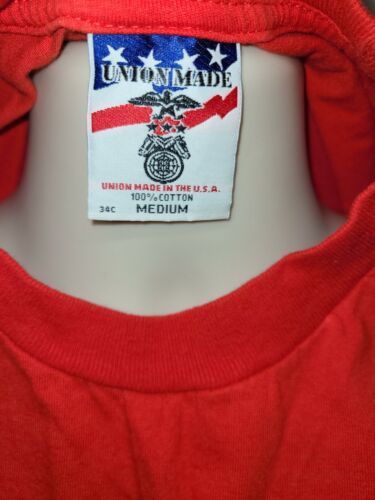 UNION MADE
UNION MADE IN THE U.S.A.
100% COTTON
34C MEDIUM